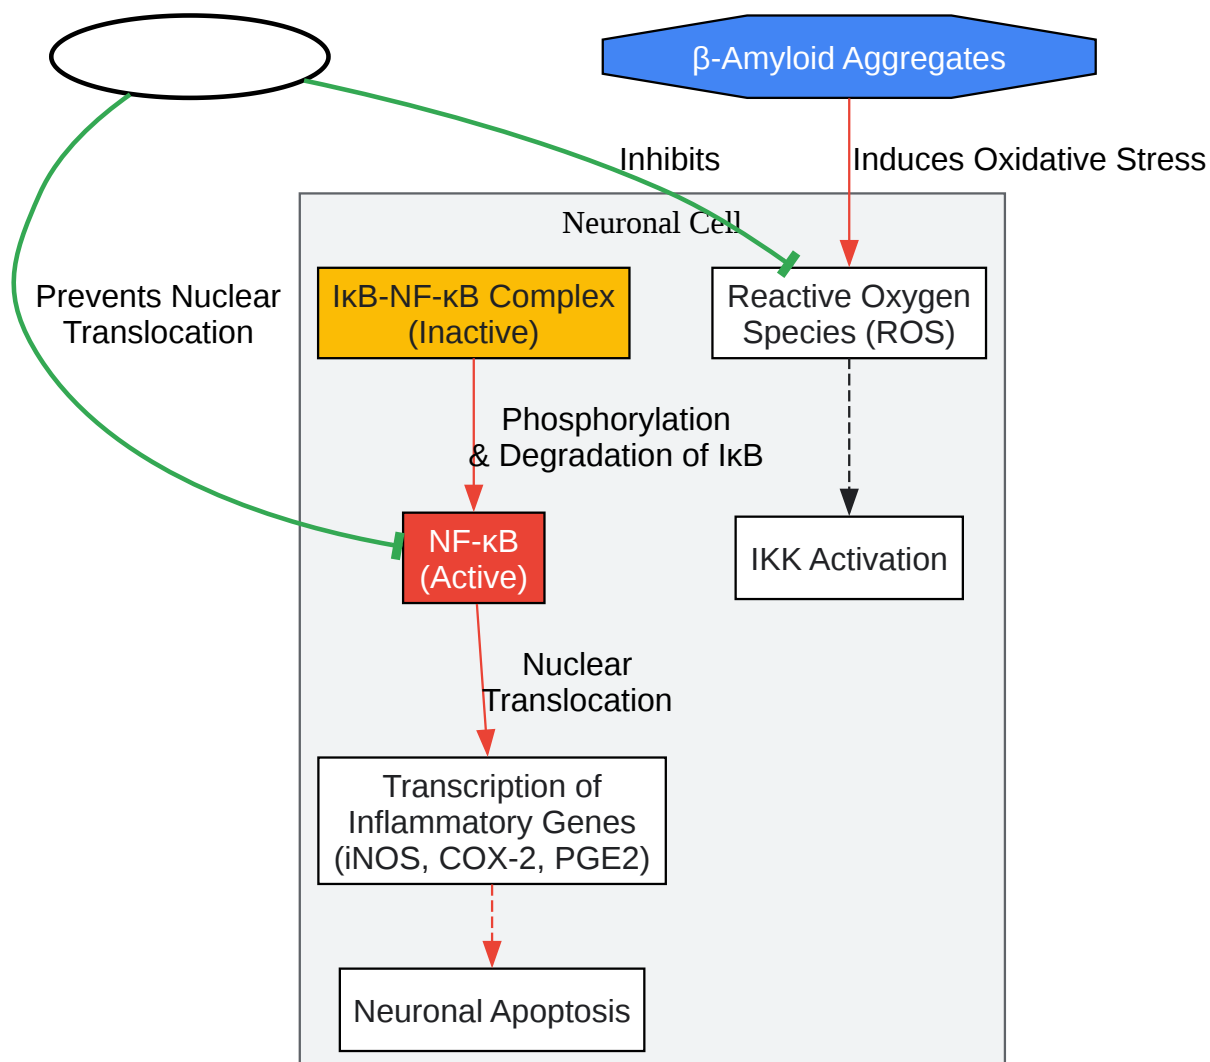 β-Amyloid Aggregates
Inhibits
Induces Oxidative Stress
Neuronal Cell
Prevents Nuclear
Translocation
IκB-NF-κB Complex
(Inactive)
Reactive Oxygen
Species (ROS)
Phosphorylation
& Degradation of IκB
NF-κB
(Active)
IKK Activation
Nuclear
Translocation
Transcription of
Inflammatory Genes
(iNOS, COX-2, PGE2)
Neuronal Apoptosis